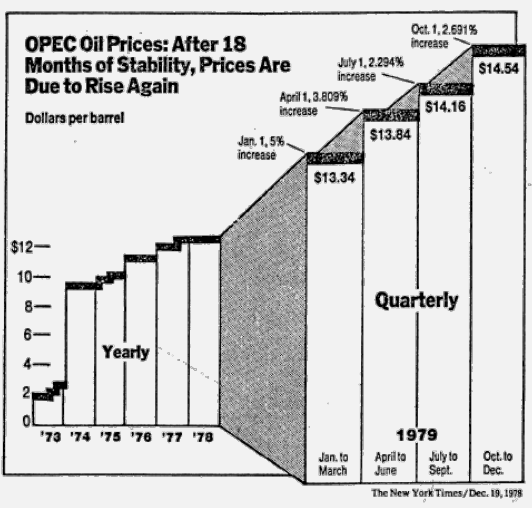 OPEC Oil Prices: After 18
Months of Stability, Prices Are
Due to Rise Again
Dollars per barrel
Oct. 1, 2.691%
increase
July 1, 2.294%
increase
April 1, 3.809%
increase
Jan. 1, 5%
increase
$14.54
$14.16
$13.84
$13.34
$12
10
8
6
4
2
0
Yearly
Quarterly
'73 '74 '75 '76 '77 '78
1979
Jan. to
March
April to
June
July to
Sept.
Oct. to
Dec.
The New York Times/Dec. 19, 1978